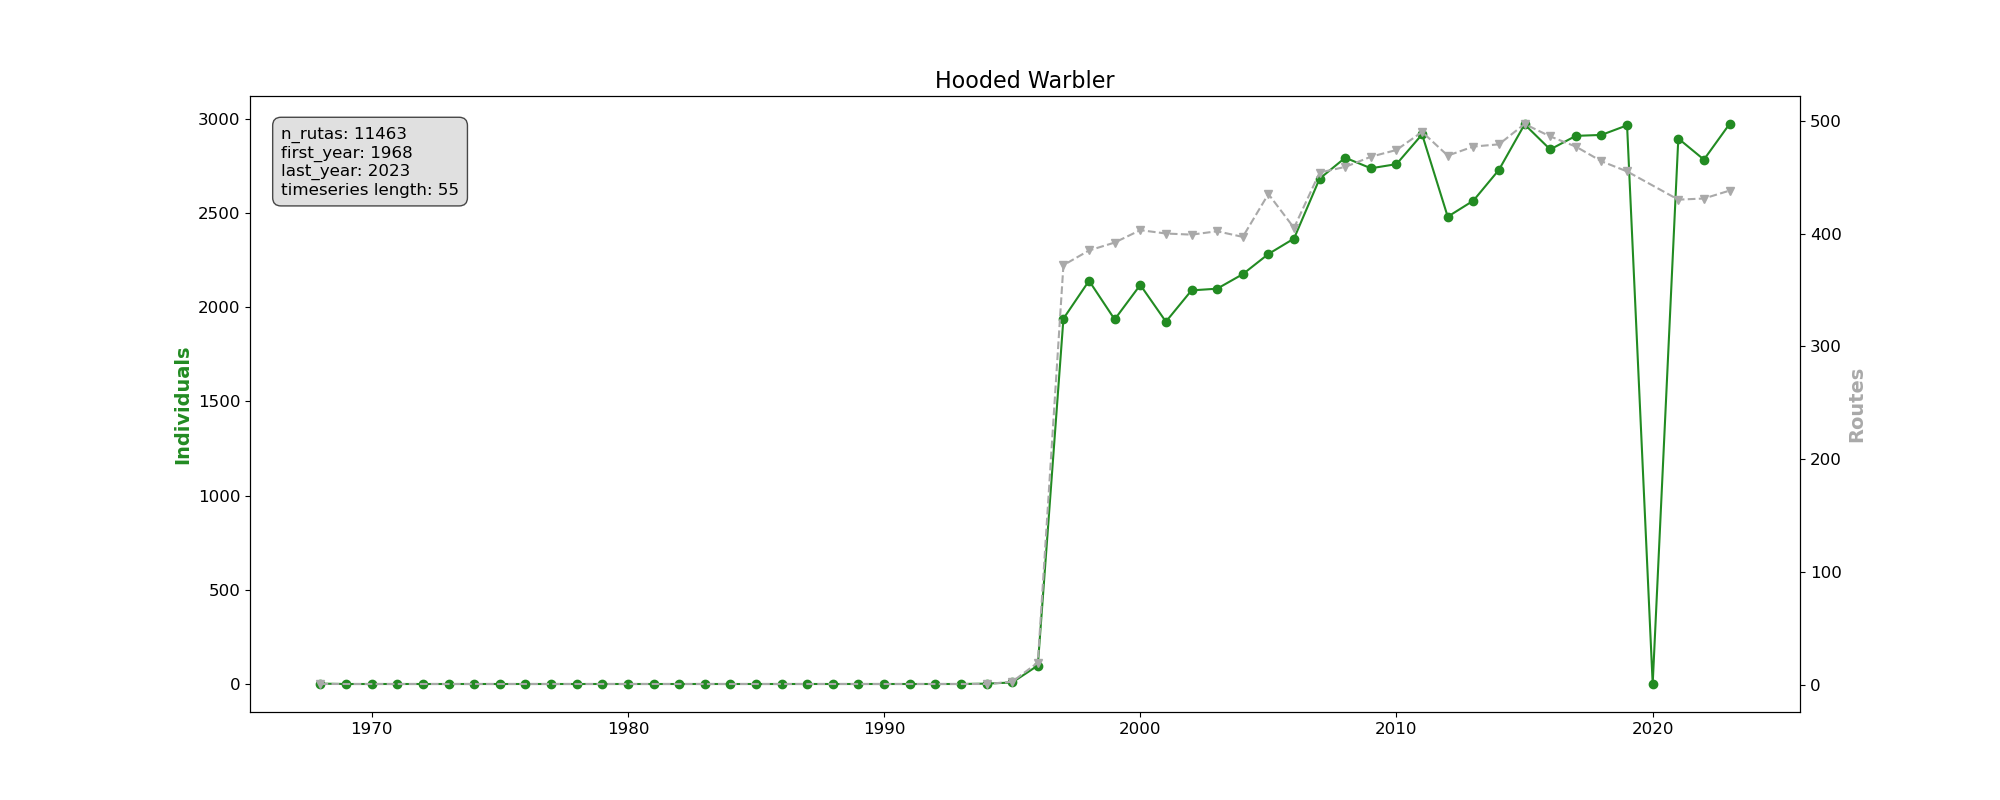 Hooded Warbler
n_rutas: 11463
first_year: 1968
last_year: 2023
timeseries length: 55
3000
2500
2000
1500
1000
500
0
Individuals
500
400
300
200
100
0
Routes
1970
1980
1990
2000
2010
2020